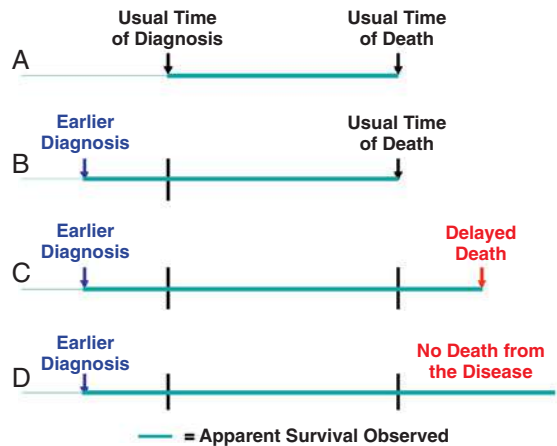 Usual Time
of Diagnosis
Usual Time
of Death
A
Earlier
Diagnosis
Usual Time
of Death
B
Earlier
Diagnosis
Delayed
Death
C
Earlier
Diagnosis
No Death from
the Disease
D
= Apparent Survival Observed